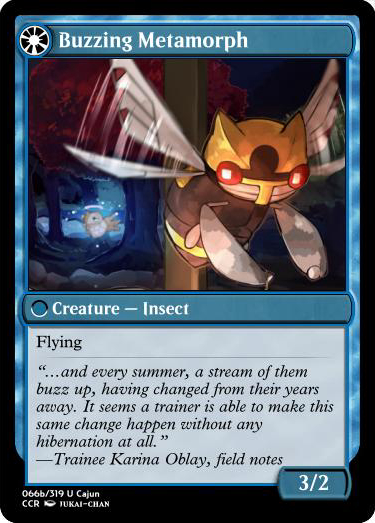 Buzzing Metamorph
Creature — Insect
Flying
“...and every summer, a stream of them
buzz up, having changed from their years
away. It seems a trainer is able to make this
same change happen without any
hibernation at all.”
—Trainee Karina Oblay, field notes
3/2
066b/319 U Cajun
CCR JUKAI-CHAN